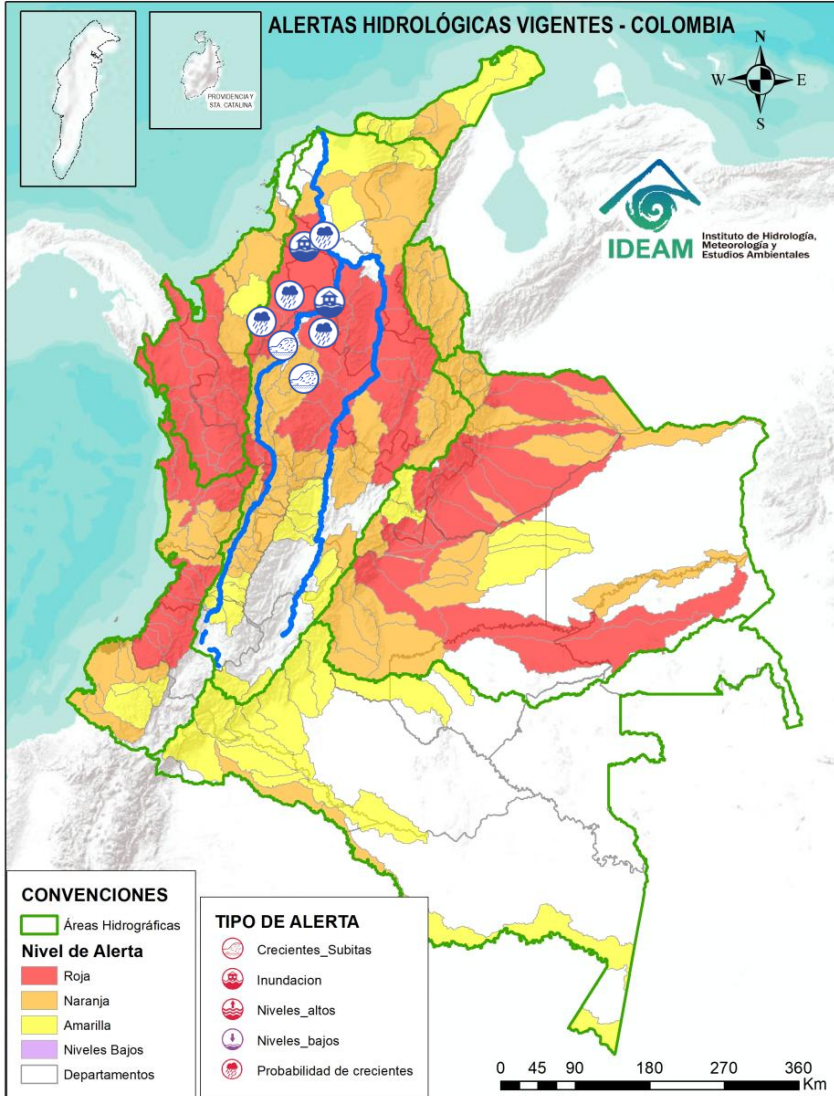 ALERTAS HIDROLÓGICAS VIGENTES - COLOMBIA
PROVIDENCIA Y
STA. CATALINA
N
W
E
S
IDEAM
Instituto de Hidrología,
Meteorología y
Estudios Ambientales
CONVENCIONES
Áreas Hidrográficas
Nivel de Alerta
Roja
Naranja
Amarilla
Niveles Bajos
Departamentos
TIPO DE ALERTA
Crecientes_Subitas
Inundacion
Niveles_altos
Niveles_bajos
Probabilidad de crecientes
0 45 90 180 270 360
Km